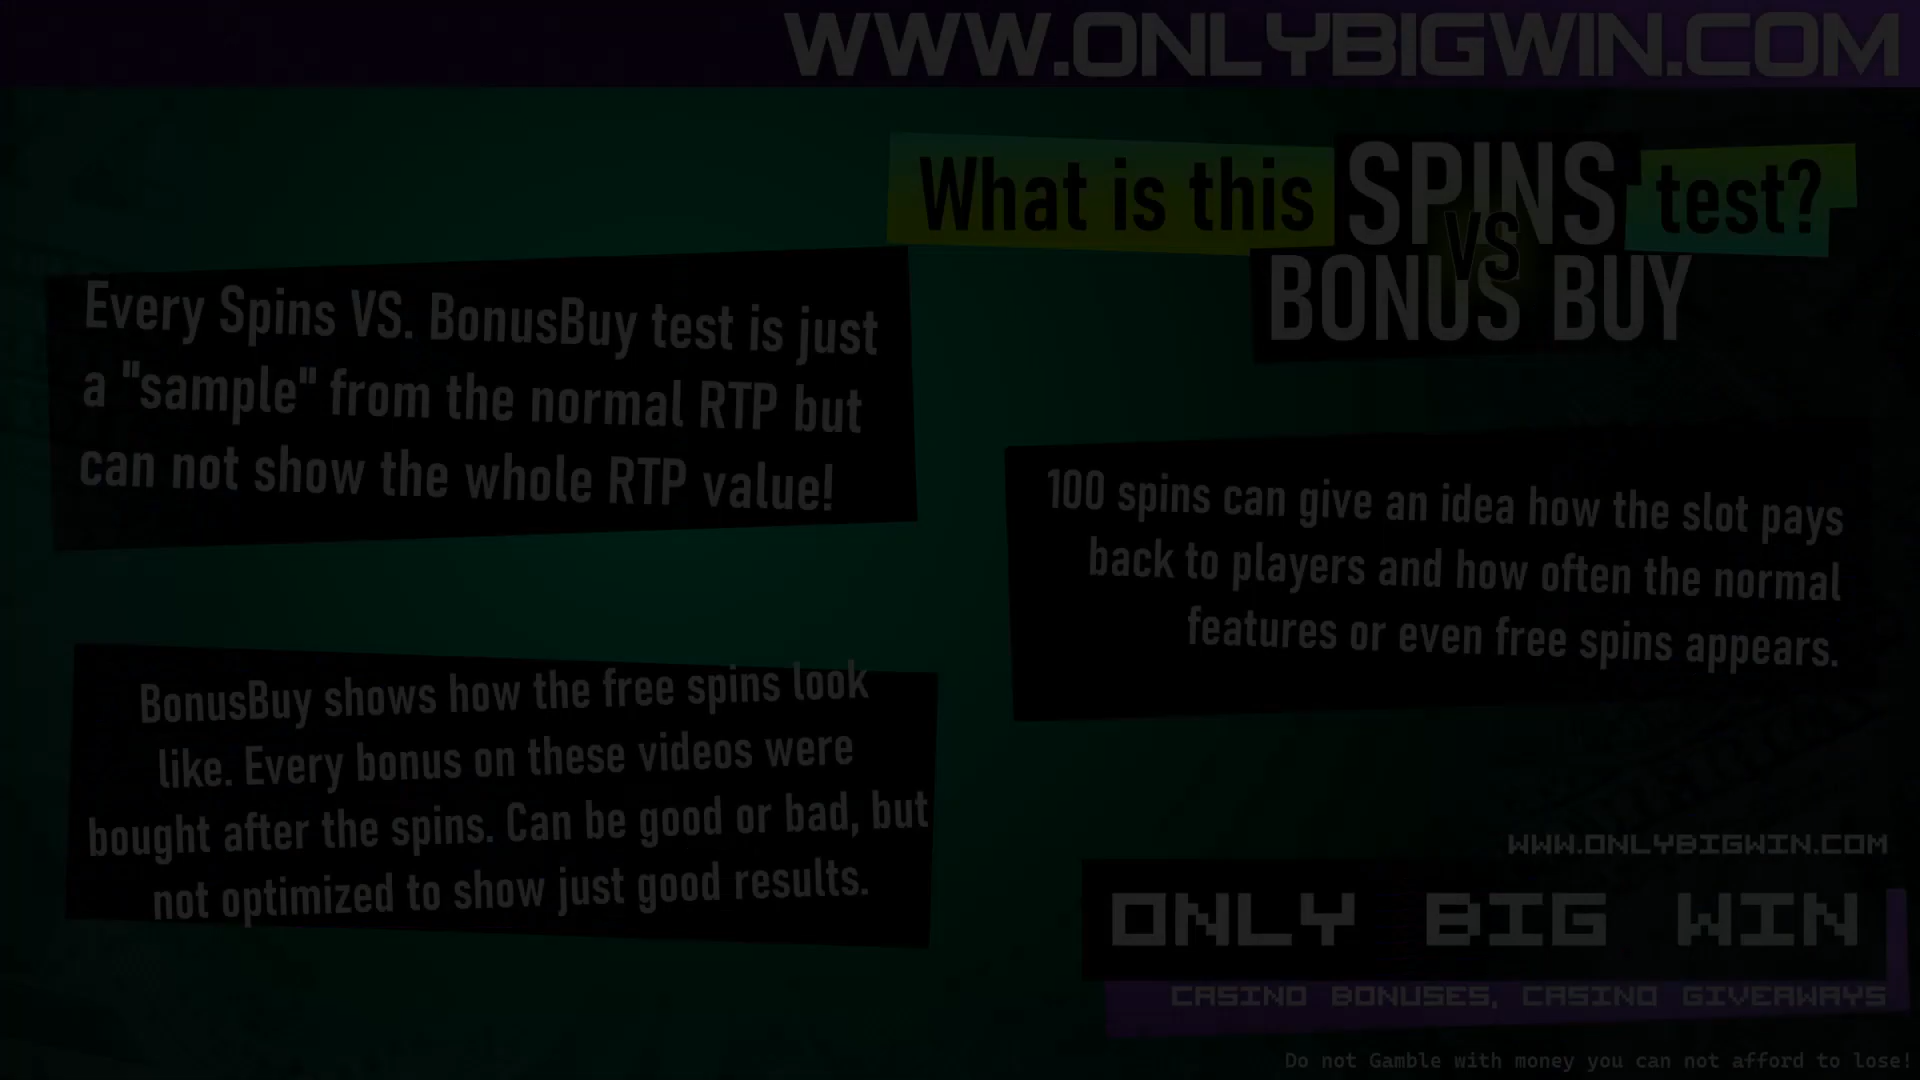 WWW.ONLYBIGWIN.COM
What is this SPINS VS BONUS BUY test?
Every Spins VS. BonusBuy test is just
a "sample" from the normal RTP but
can not show the whole RTP value!
100 spins can give an idea how the slot pays
back to players and how often the normal
features or even free spins appears.
BonusBuy shows how the free spins look
like. Every bonus on these videos were
bought after the spins. Can be good or bad, but
not optimized to show just good results.
WWW.ONLYBIGWIN.COM
ONLY BIG WIN
CASINO BONUSES, CASINO GIVEAWAYS
Do not Gamble with money you can not afford to lose!